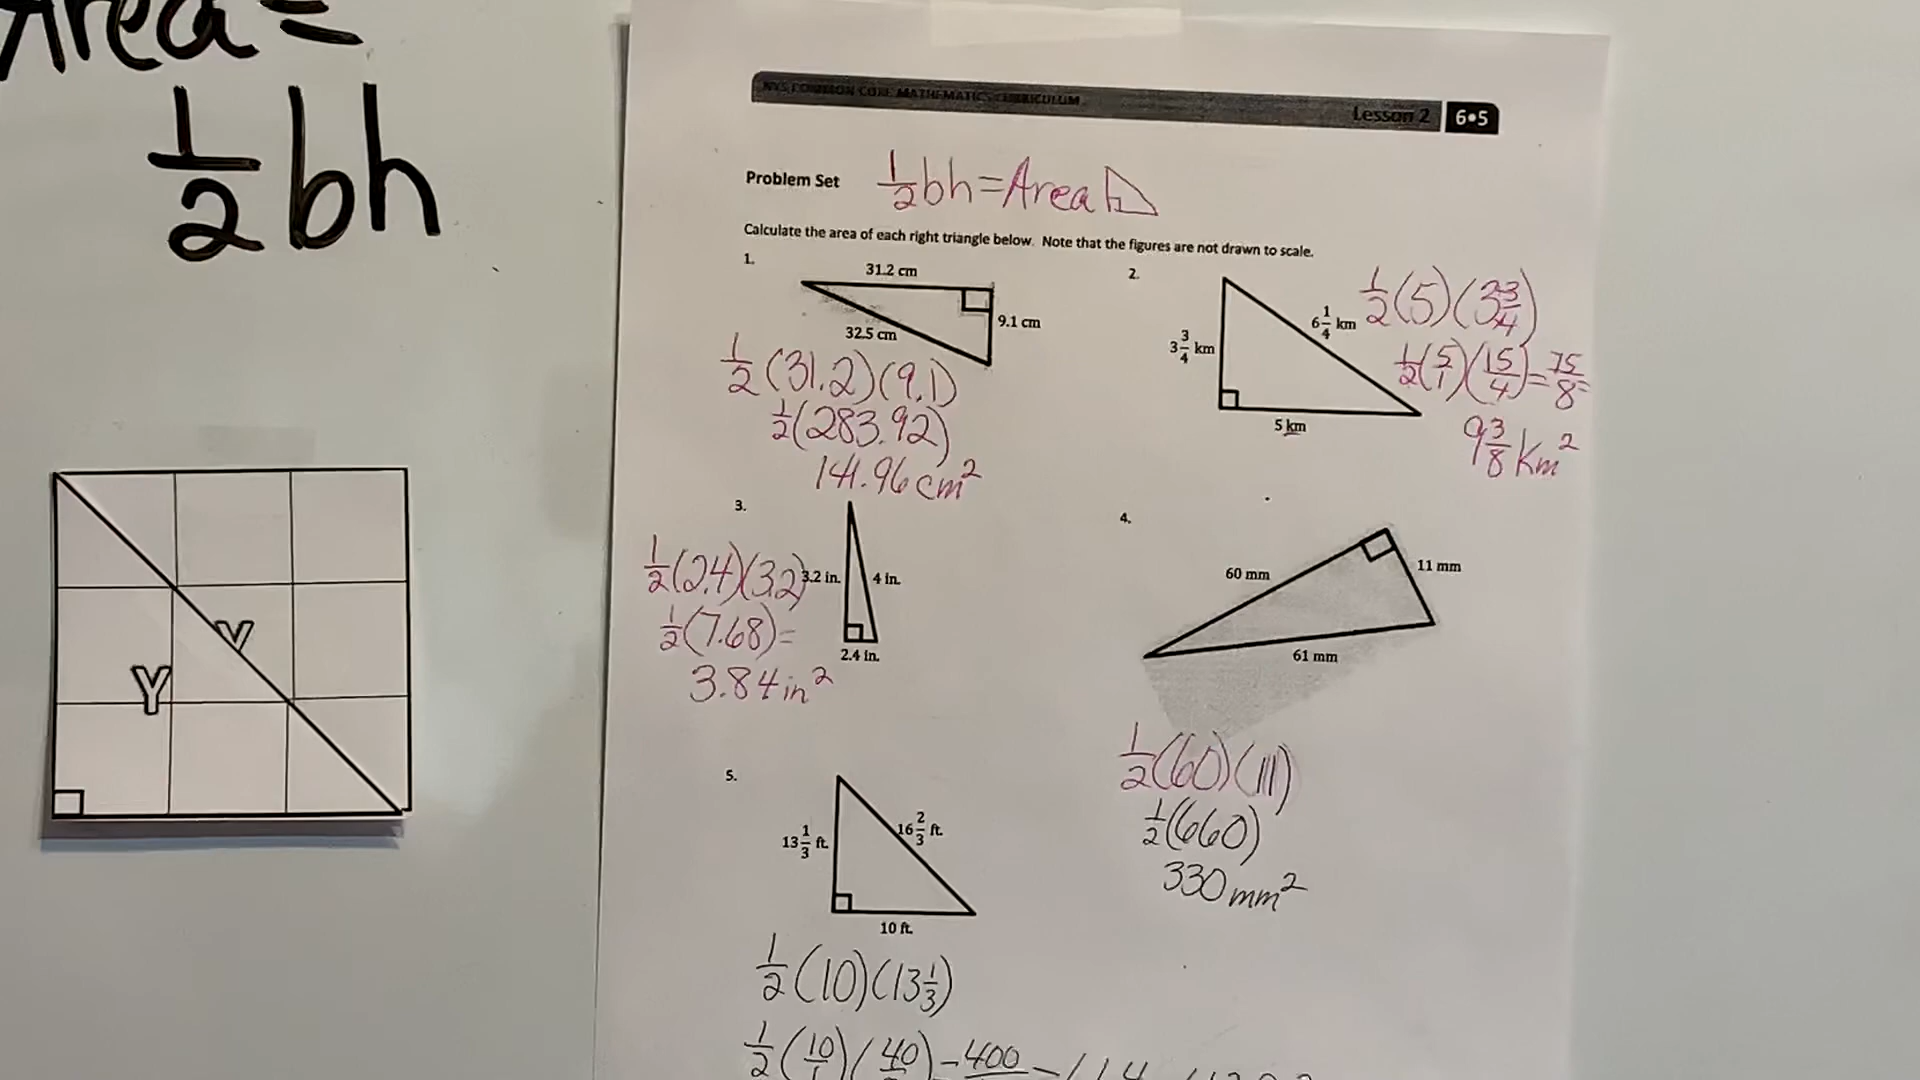 Area =
1/2 bh
Y
Y
NYS COMMON CORE MATHEMATICS CURRICULUM
Lesson 2
6•5
Problem Set
1/2 bh = Area
Calculate the area of each right triangle below. Note that the figures are not drawn to scale.
1.
31.2 cm
9.1 cm
32.5 cm
1/2 (31.2)(9.1)
1/2 (283.92)
141.96 cm²
2.
3 3/4 km
6 1/4 km
5 km
1/2 (5)(3 3/4)
1/2 (5/1)(15/4) = 75/8 =
9 3/8 km²
3.
3.2 in.
4 in.
2.4 in.
1/2 (2.4)(3.2)
1/2 (7.68) =
3.84 in²
4.
60 mm
11 mm
61 mm
1/2 (60)(11)
1/2 (660)
330 mm²
5.
13 1/3 ft.
16 2/3 ft.
10 ft.
1/2 (10)(13 1/3)
1/2 (10 (40 ) = 400